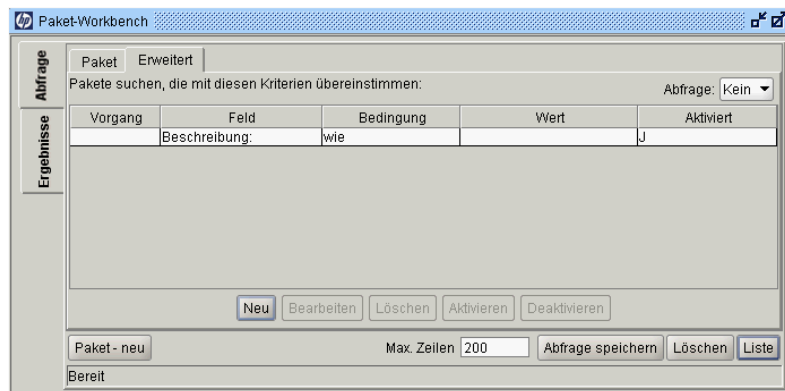 hp Paket-Workbench
Abfrage
Ergebnisse
Paket Erweitert
Pakete suchen, die mit diesen Kriterien übereinstimmen: Abfrage: Kein
Vorgang Feld Bedingung Wert Aktiviert
Beschreibung: wie J
Neu Bearbeiten Löschen Aktivieren Deaktivieren
Paket - neu Max. Zeilen 200 Abfrage speichern Löschen Liste
Bereit